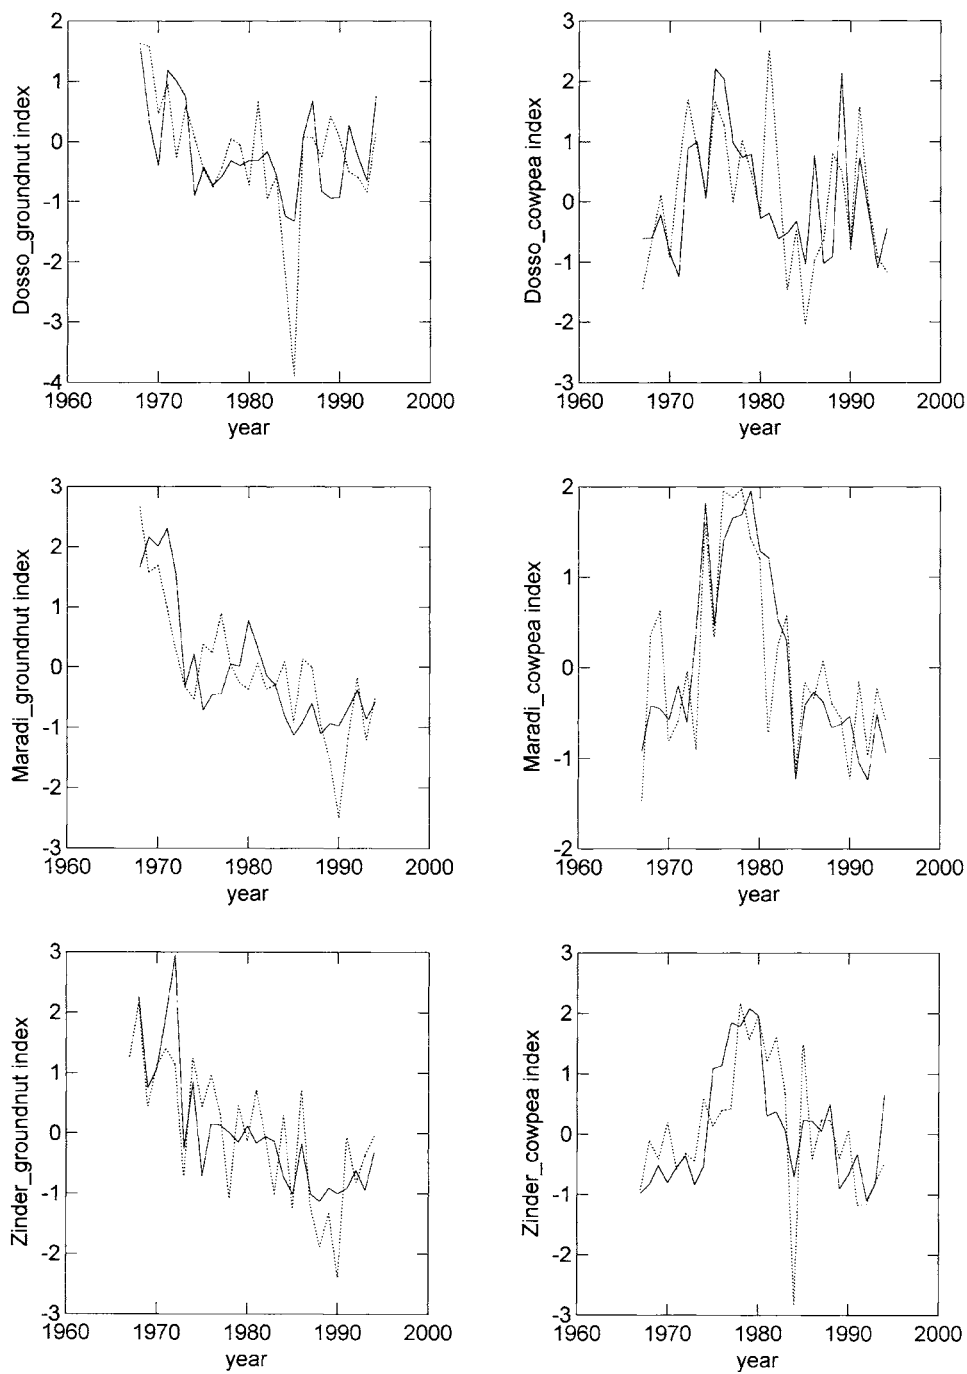 Dosso_groundnut index
2
1
0
-1
-2
-3
-4
1960 1970 1980 1990 2000
year
Dosso_cowpea index
3
2
1
0
-1
-2
-3
1960 1970 1980 1990 2000
year
Maradi_groundnut index
3
2
1
0
-1
-2
-3
1960 1970 1980 1990 2000
year
Maradi_cowpea index
2
1
0
-1
-2
1960 1970 1980 1990 2000
year
Zinder_groundnut index
3
2
1
0
-1
-2
-3
1960 1970 1980 1990 2000
year
Zinder_cowpea index
3
2
1
0
-1
-2
-3
1960 1970 1980 1990 2000
year